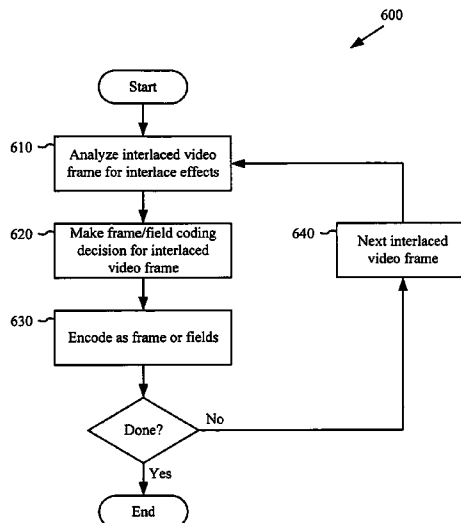 600
Start
610
Analyze interlaced video
frame for interlace effects
620
Make frame/field coding
decision for interlaced
video frame
640
Next interlaced
video frame
630
Encode as frame or fields
Done?
No
Yes
End